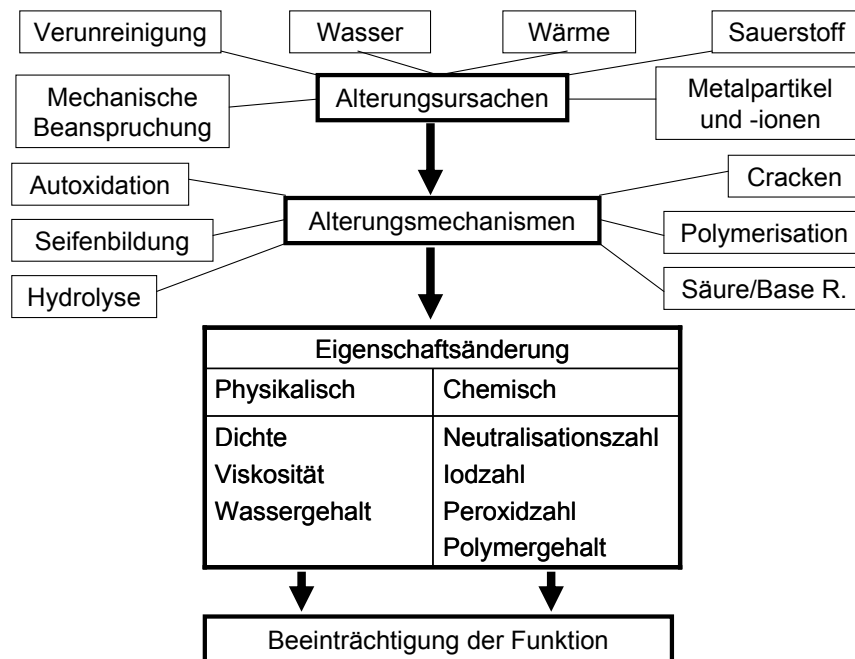 Verunreinigung
Wasser
Wärme
Sauerstoff
Mechanische
Beanspruchung
Alterungsursachen
Metalpartikel
und -ionen
Autoxidation
Cracken
Alterungsmechanismen
Seifenbildung
Polymerisation
Hydrolyse
Säure/Base R.
Eigenschaftsänderung
Physikalisch
Chemisch
Dichte
Viskosität
Wassergehalt
Neutralisationszahl
Iodzahl
Peroxidzahl
Polymergehalt
Beeinträchtigung der Funktion